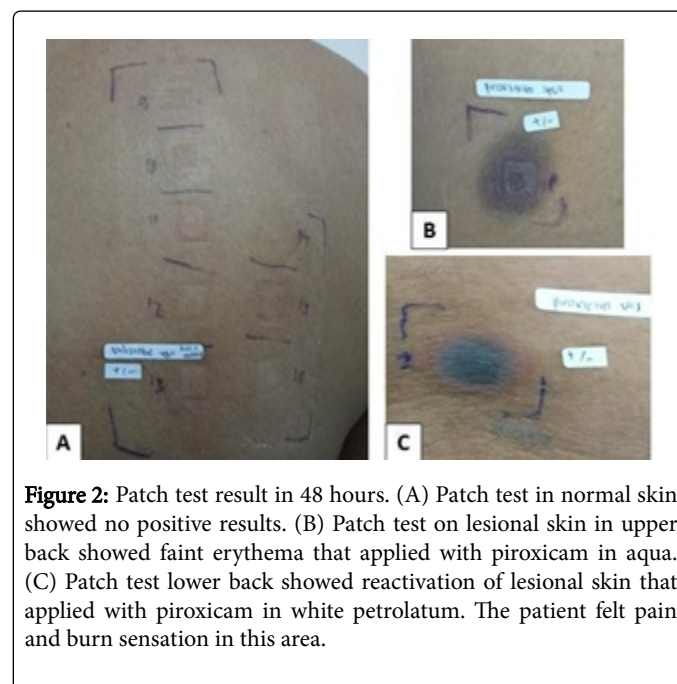 B
A
C
Figure 2: Patch test result in 48 hours. (A) Patch test in normal skin
showed no positive results. (B) Patch test on lesional skin in upper
back showed faint erythema that applied with piroxicam in aqua.
(C) Patch test lower back showed reactivation of lesional skin that
applied with piroxicam in white petrolatum. The patient felt pain
and burn sensation in this area.